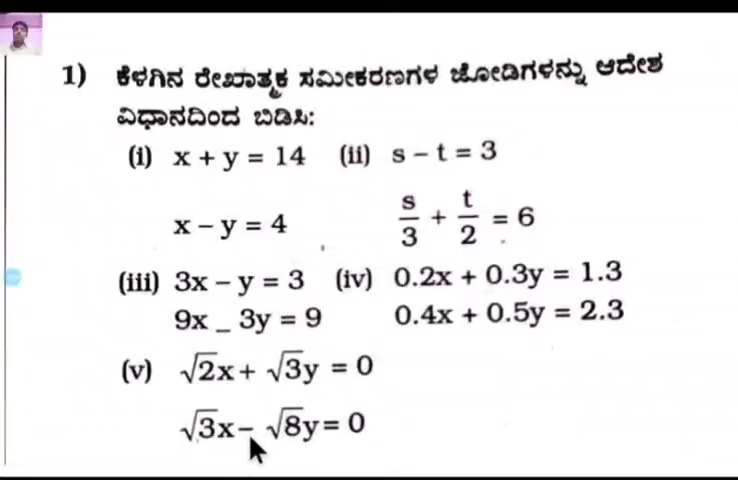 1) ಕೆಳಗಿನ ರೇಖಾತ್ಮಕ ಸಮೀಕರಣಗಳ ಜೋಡಿಗಳನ್ನು ಆದೇಶ
ವಿಧಾನದಿಂದ ಬಿಡಿಸಿ:
(i) x + y = 14 (ii) s – t = 3
x – y = 4 s/3 + t/2 = 6
(iii) 3x – y = 3 (iv) 0.2x + 0.3y = 1.3
9x _ 3y = 9 0.4x + 0.5y = 2.3
(v) √2x + √3y = 0
√3x – √8y = 0